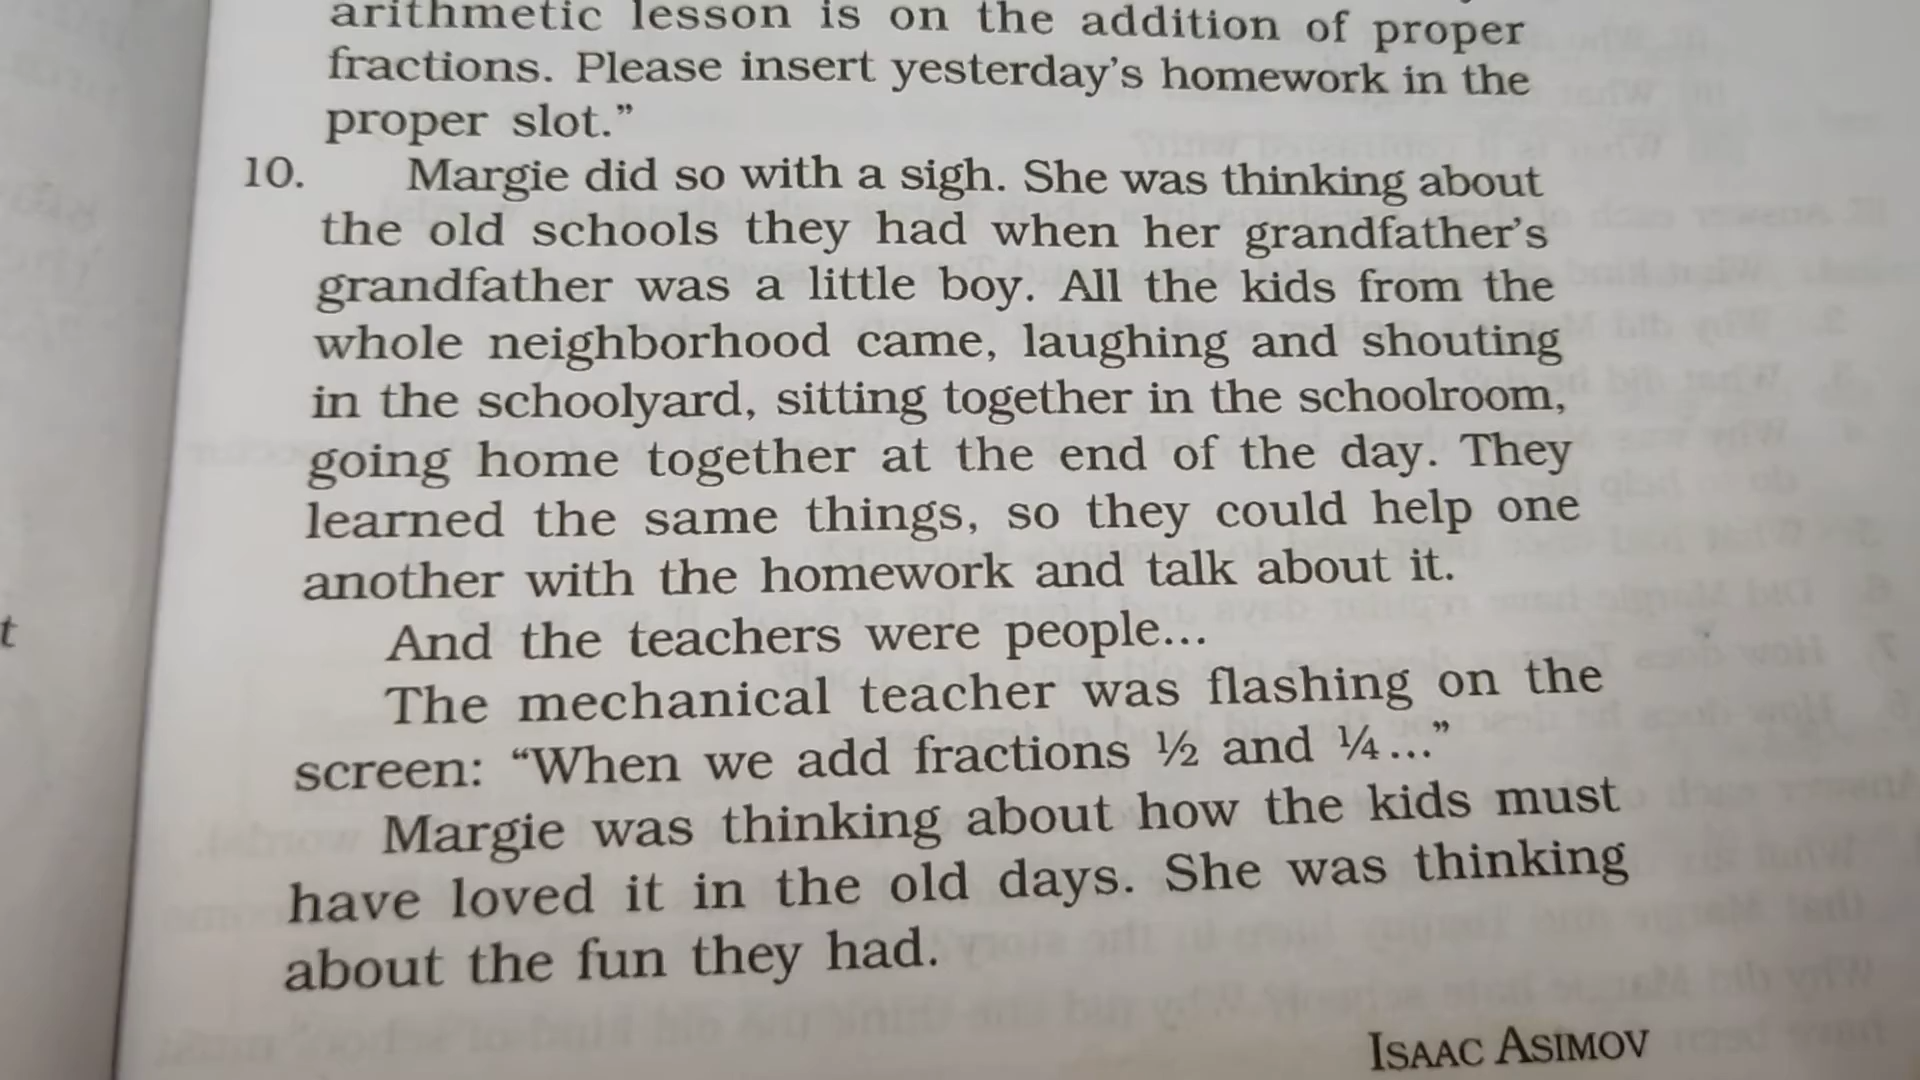 arithmetic lesson is on the addition of proper
fractions. Please insert yesterday’s homework in the
proper slot.”
10. Margie did so with a sigh. She was thinking about
the old schools they had when her grandfather’s
grandfather was a little boy. All the kids from the
whole neighborhood came, laughing and shouting
in the schoolyard, sitting together in the schoolroom,
going home together at the end of the day. They
learned the same things, so they could help one
another with the homework and talk about it.
And the teachers were people...
The mechanical teacher was flashing on the
screen: “When we add fractions ½ and ¼...”
Margie was thinking about how the kids must
have loved it in the old days. She was thinking
about the fun they had.
ISAAC ASIMOV
t